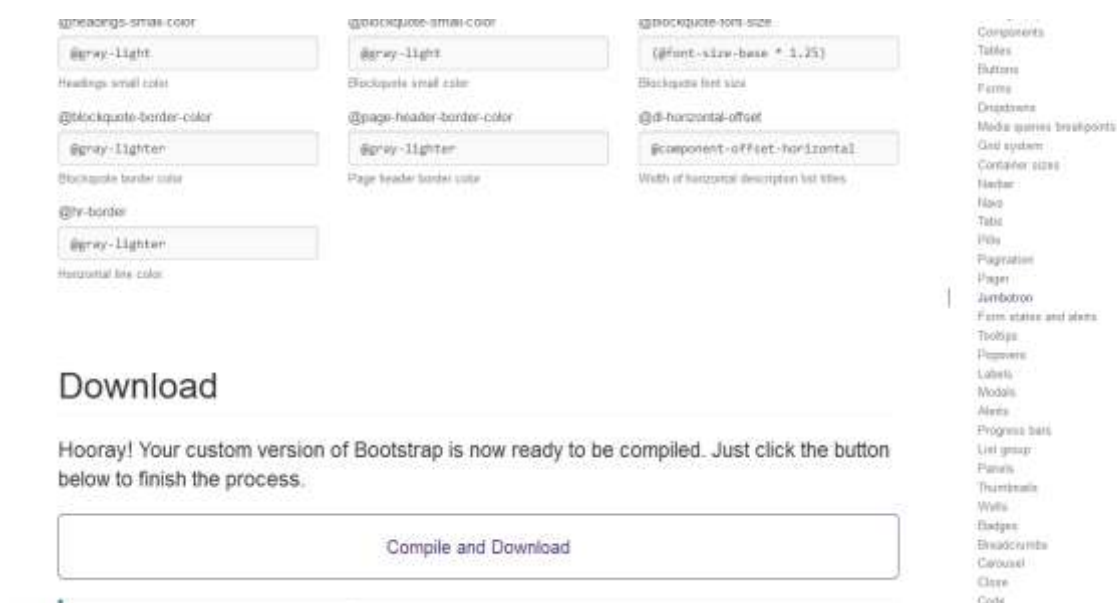 @headings-small-color
@blockquote-small-color
@blockquote-font-size
@gray-light
@gray-light
(@font-size-base * 1.25)
Headings small color
Blockquote small color
Blockquote font size
@blockquote-border-color
@page-header-border-color
@dl-horizontal-offset
@gray-lighter
@gray-lighter
@component-offset-horizontal
Blockquote border color
Page header border color
Width of horizontal description list titles
@hr-border
@gray-lighter
Horizontal line color
Download
Hooray! Your custom version of Bootstrap is now ready to be compiled. Just click the button
below to finish the process.
Compile and Download
Components
Tables
Buttons
Forms
Dropdowns
Media queries breakpoints
Grid system
Container sizes
Navbar
Navs
Tabs
Pills
Pagination
Pager
Jumbotron
Form states and alerts
Tooltips
Popovers
Labels
Modals
Alerts
Progress bars
List group
Panels
Thumbnails
Wells
Badges
Breadcrumbs
Carousel
Close
Code